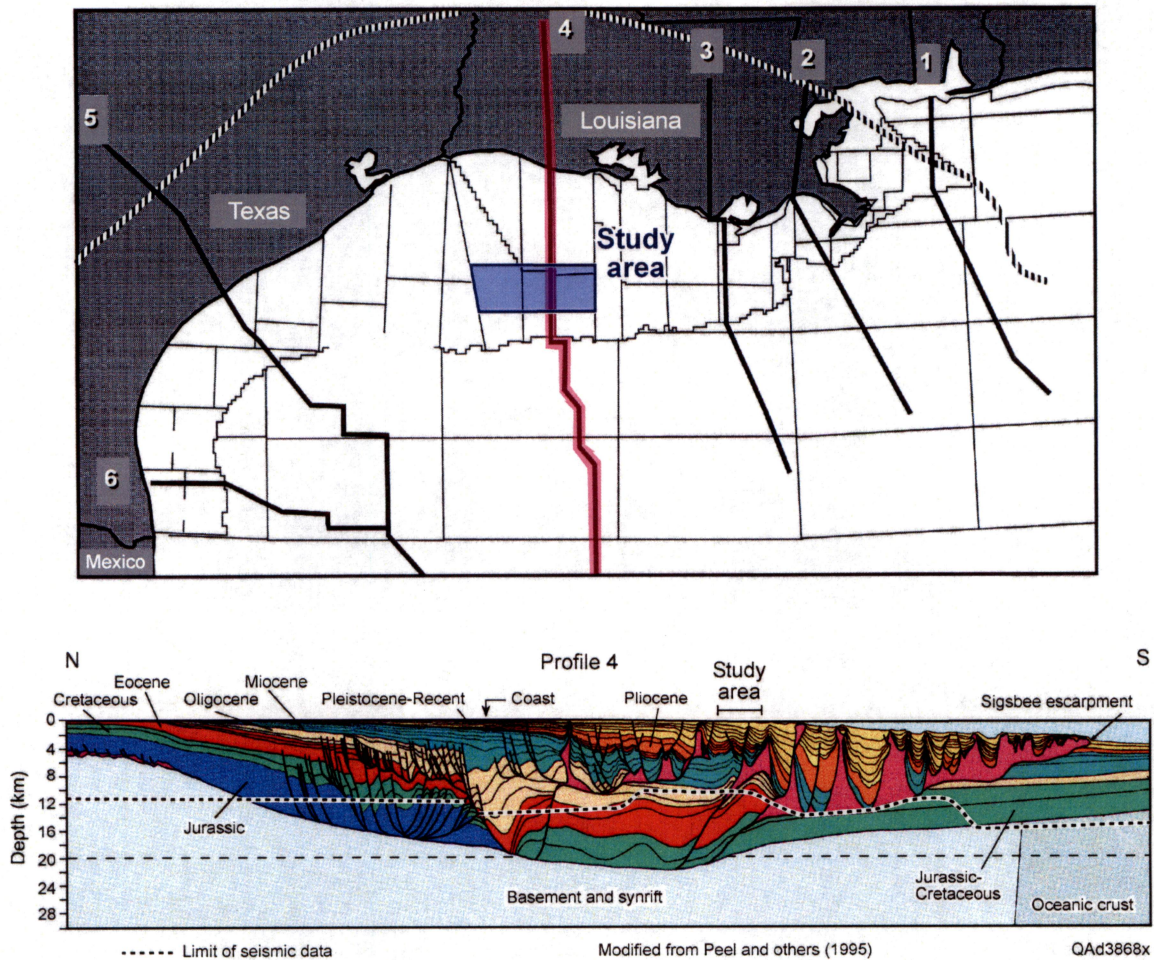 4
3
2
1
5
Louisiana
Texas
Study
area
6
Mexico
N
Profile 4
S
Study
area
Miocene
Eocene
Cretaceous
Oligocene
Pleistocene-Recent
Coast
Pliocene
Sigsbee escarpment
0
4
8
12
16
20
24
28
Depth (km)
Jurassic
Jurassic-
Cretaceous
Basement and synrift
Oceanic crust
Limit of seismic data
Modified from Peel and others (1995)
QAd3868x